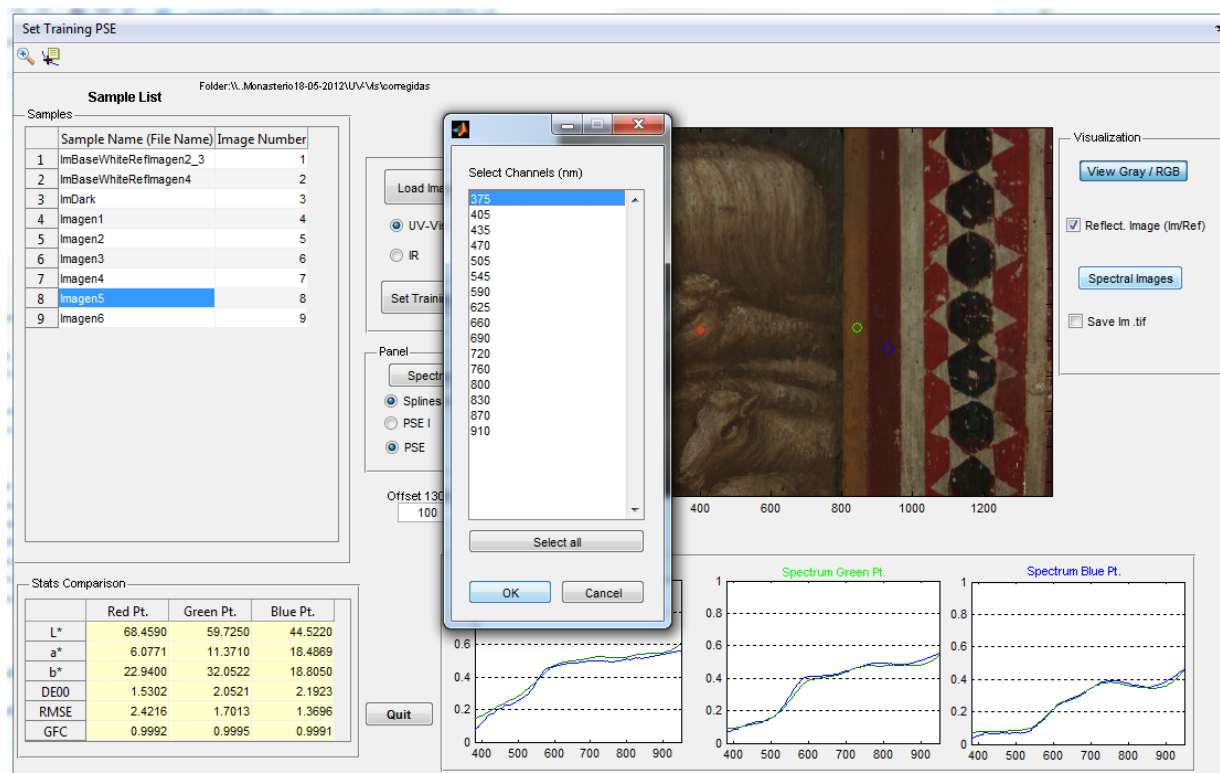 Set Training PSE
Sample List
Folder:\\..Monasterio18-05-2012\UV-Vis\corregidas
Samples
Sample Name (File Name) Image Number
1 ImBaseWhiteRefImagen2_3 1
2 ImBaseWhiteRefImagen4 2
3 ImDark 3
4 Imagen1 4
5 Imagen2 5
6 Imagen3 6
7 Imagen4 7
8 Imagen5 8
9 Imagen6 9
Load Ima
UV-Vis
IR
Set Traini
Panel
Spectr
Splines
PSE I
PSE
Offset 130
100
Select Channels (nm)
375
405
435
470
505
545
590
625
660
690
720
760
800
830
870
910
Select all
OK Cancel
400 600 800 1000 1200
Visualization
View Gray / RGB
Reflect. Image (Im/Ref)
Spectral Images
Save Im .tif
Stats Comparison
Red Pt. Green Pt. Blue Pt.
L* 68.4590 59.7250 44.5220
a* 6.0771 11.3710 18.4869
b* 22.9400 32.0522 18.8050
DE00 1.5302 2.0521 2.1923
RMSE 2.4216 1.7013 1.3696
GFC 0.9992 0.9995 0.9991
Quit
0.6
0.4
0.2
0
400 500 600 700 800 900
Spectrum Green Pt.
1
0.8
0.6
0.4
0.2
0
400 500 600 700 800 900
Spectrum Blue Pt.
1
0.8
0.6
0.4
0.2
0
400 500 600 700 800 900